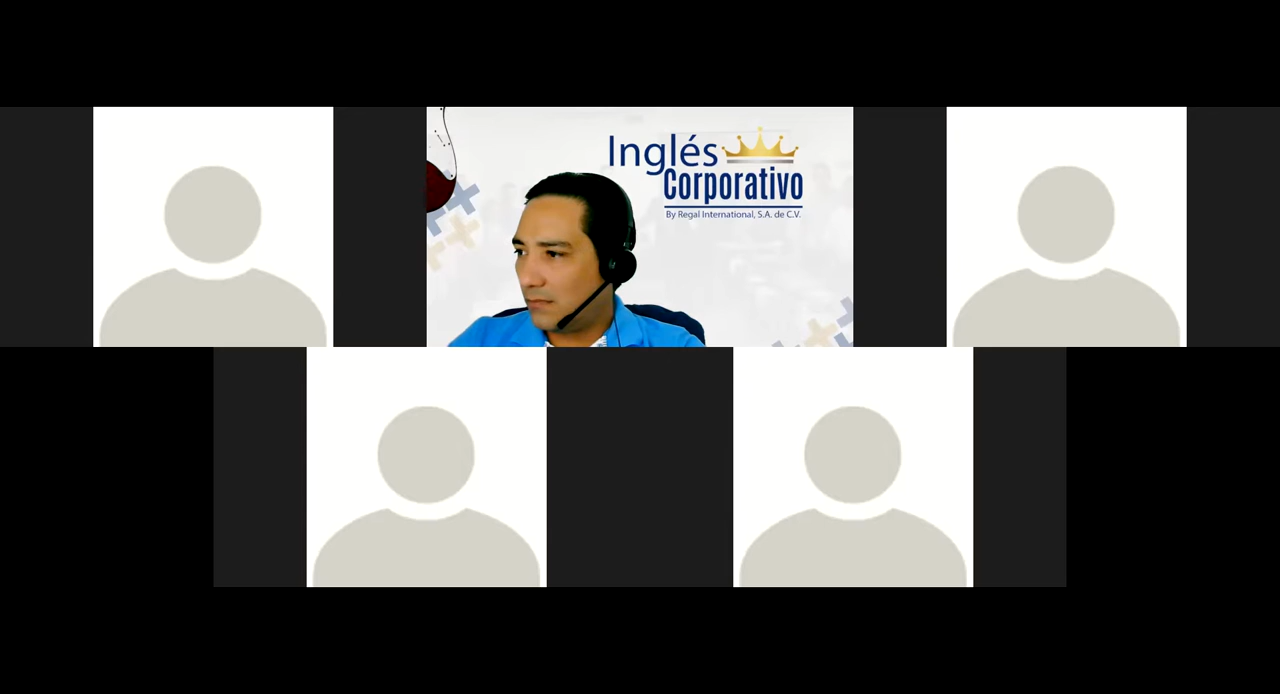 Inglés
Corporativo
By Regal International, S.A. de C.V.